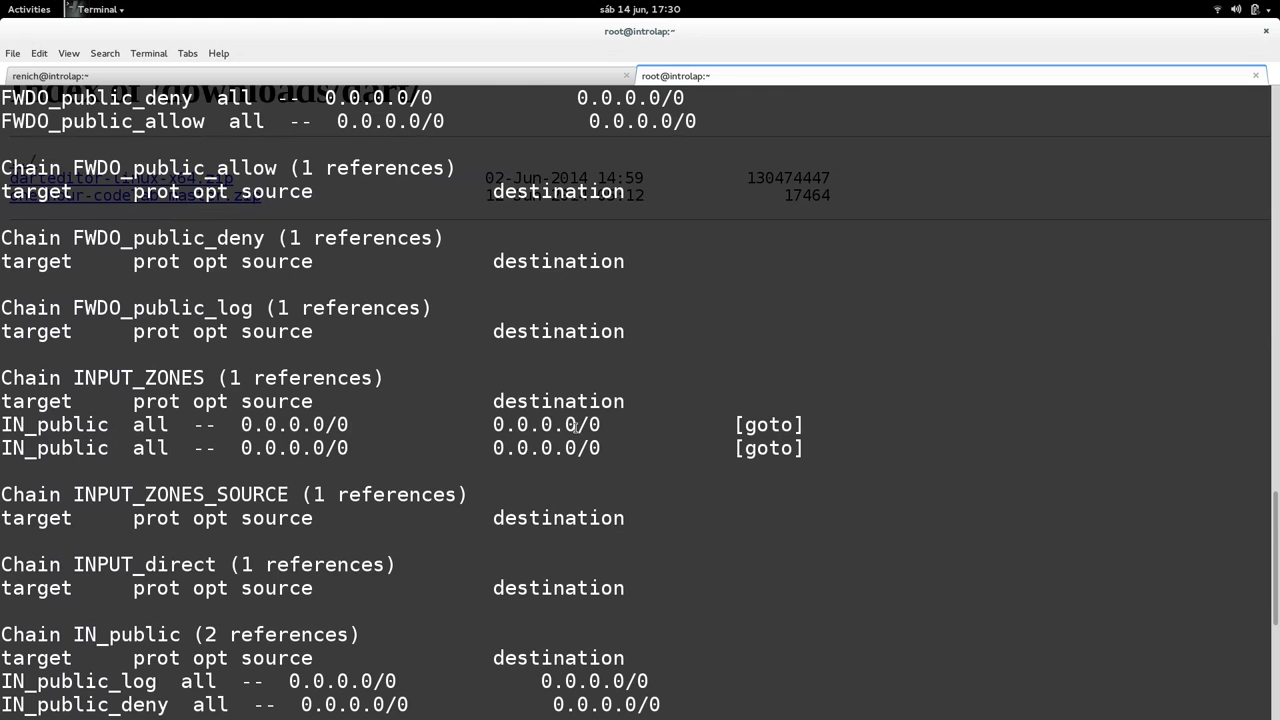 Activities Terminal sáb 14 jun, 17:30
root@introlap:~
File Edit View Search Terminal Tabs Help
renich@introlap:~ root@introlap:~
FWDO_public_deny all -- 0.0.0.0/0 0.0.0.0/0
FWDO_public_allow all -- 0.0.0.0/0 0.0.0.0/0
Chain FWDO_public_allow (1 references)
darteditor-linux-x64.zip 02-Jun-2014 14:59 130474447
target prot opt source destination
17464
Chain FWDO_public_deny (1 references)
target prot opt source destination
Chain FWDO_public_log (1 references)
target prot opt source destination
Chain INPUT_ZONES (1 references)
target prot opt source destination
IN_public all -- 0.0.0.0/0 0.0.0.0/0 [goto]
IN_public all -- 0.0.0.0/0 0.0.0.0/0 [goto]
Chain INPUT_ZONES_SOURCE (1 references)
target prot opt source destination
Chain INPUT_direct (1 references)
target prot opt source destination
Chain IN_public (2 references)
target prot opt source destination
IN_public_log all -- 0.0.0.0/0 0.0.0.0/0
IN_public_deny all -- 0.0.0.0/0 0.0.0.0/0